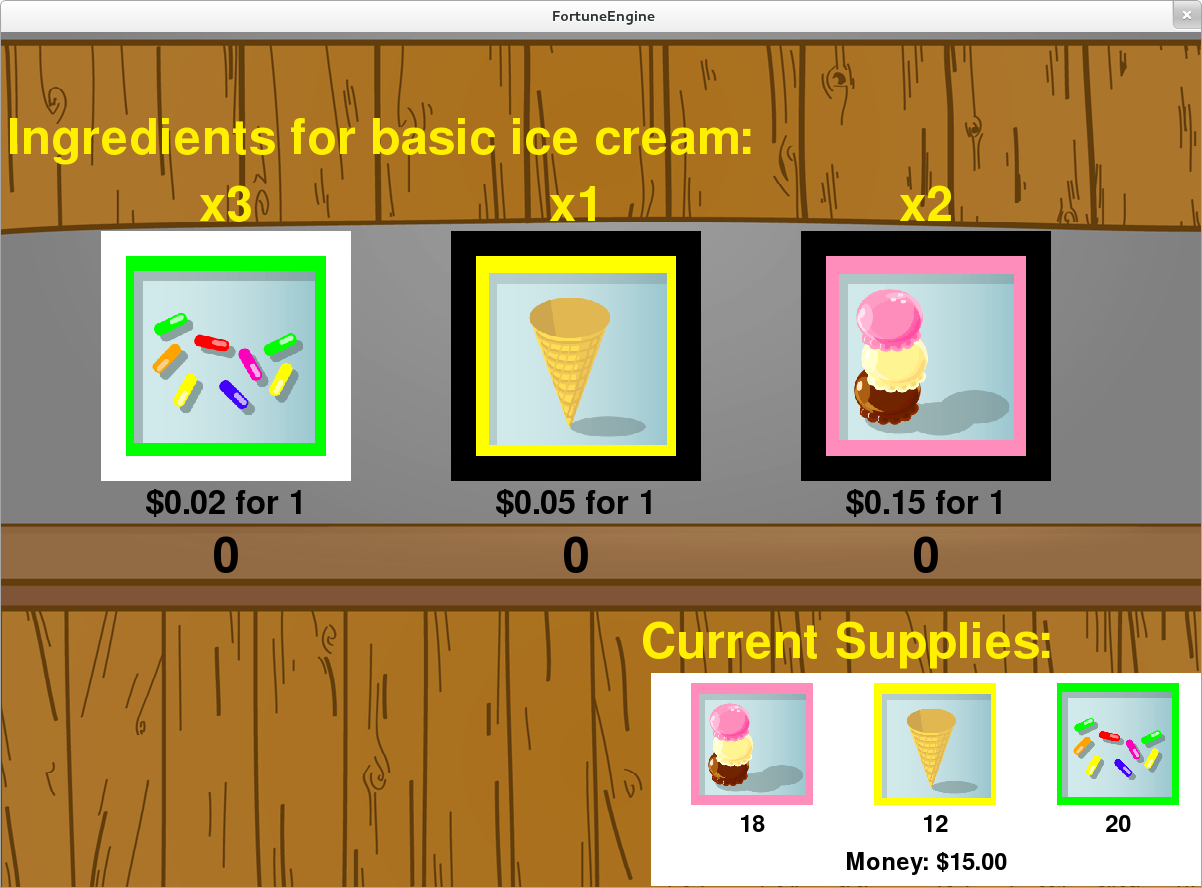 FortuneEngine
Ingredients for basic ice cream:
x3 x1 x2
$0.02 for 1 $0.05 for 1 $0.15 for 1
0 0 0
Current Supplies:
18 12 20
Money: $15.00